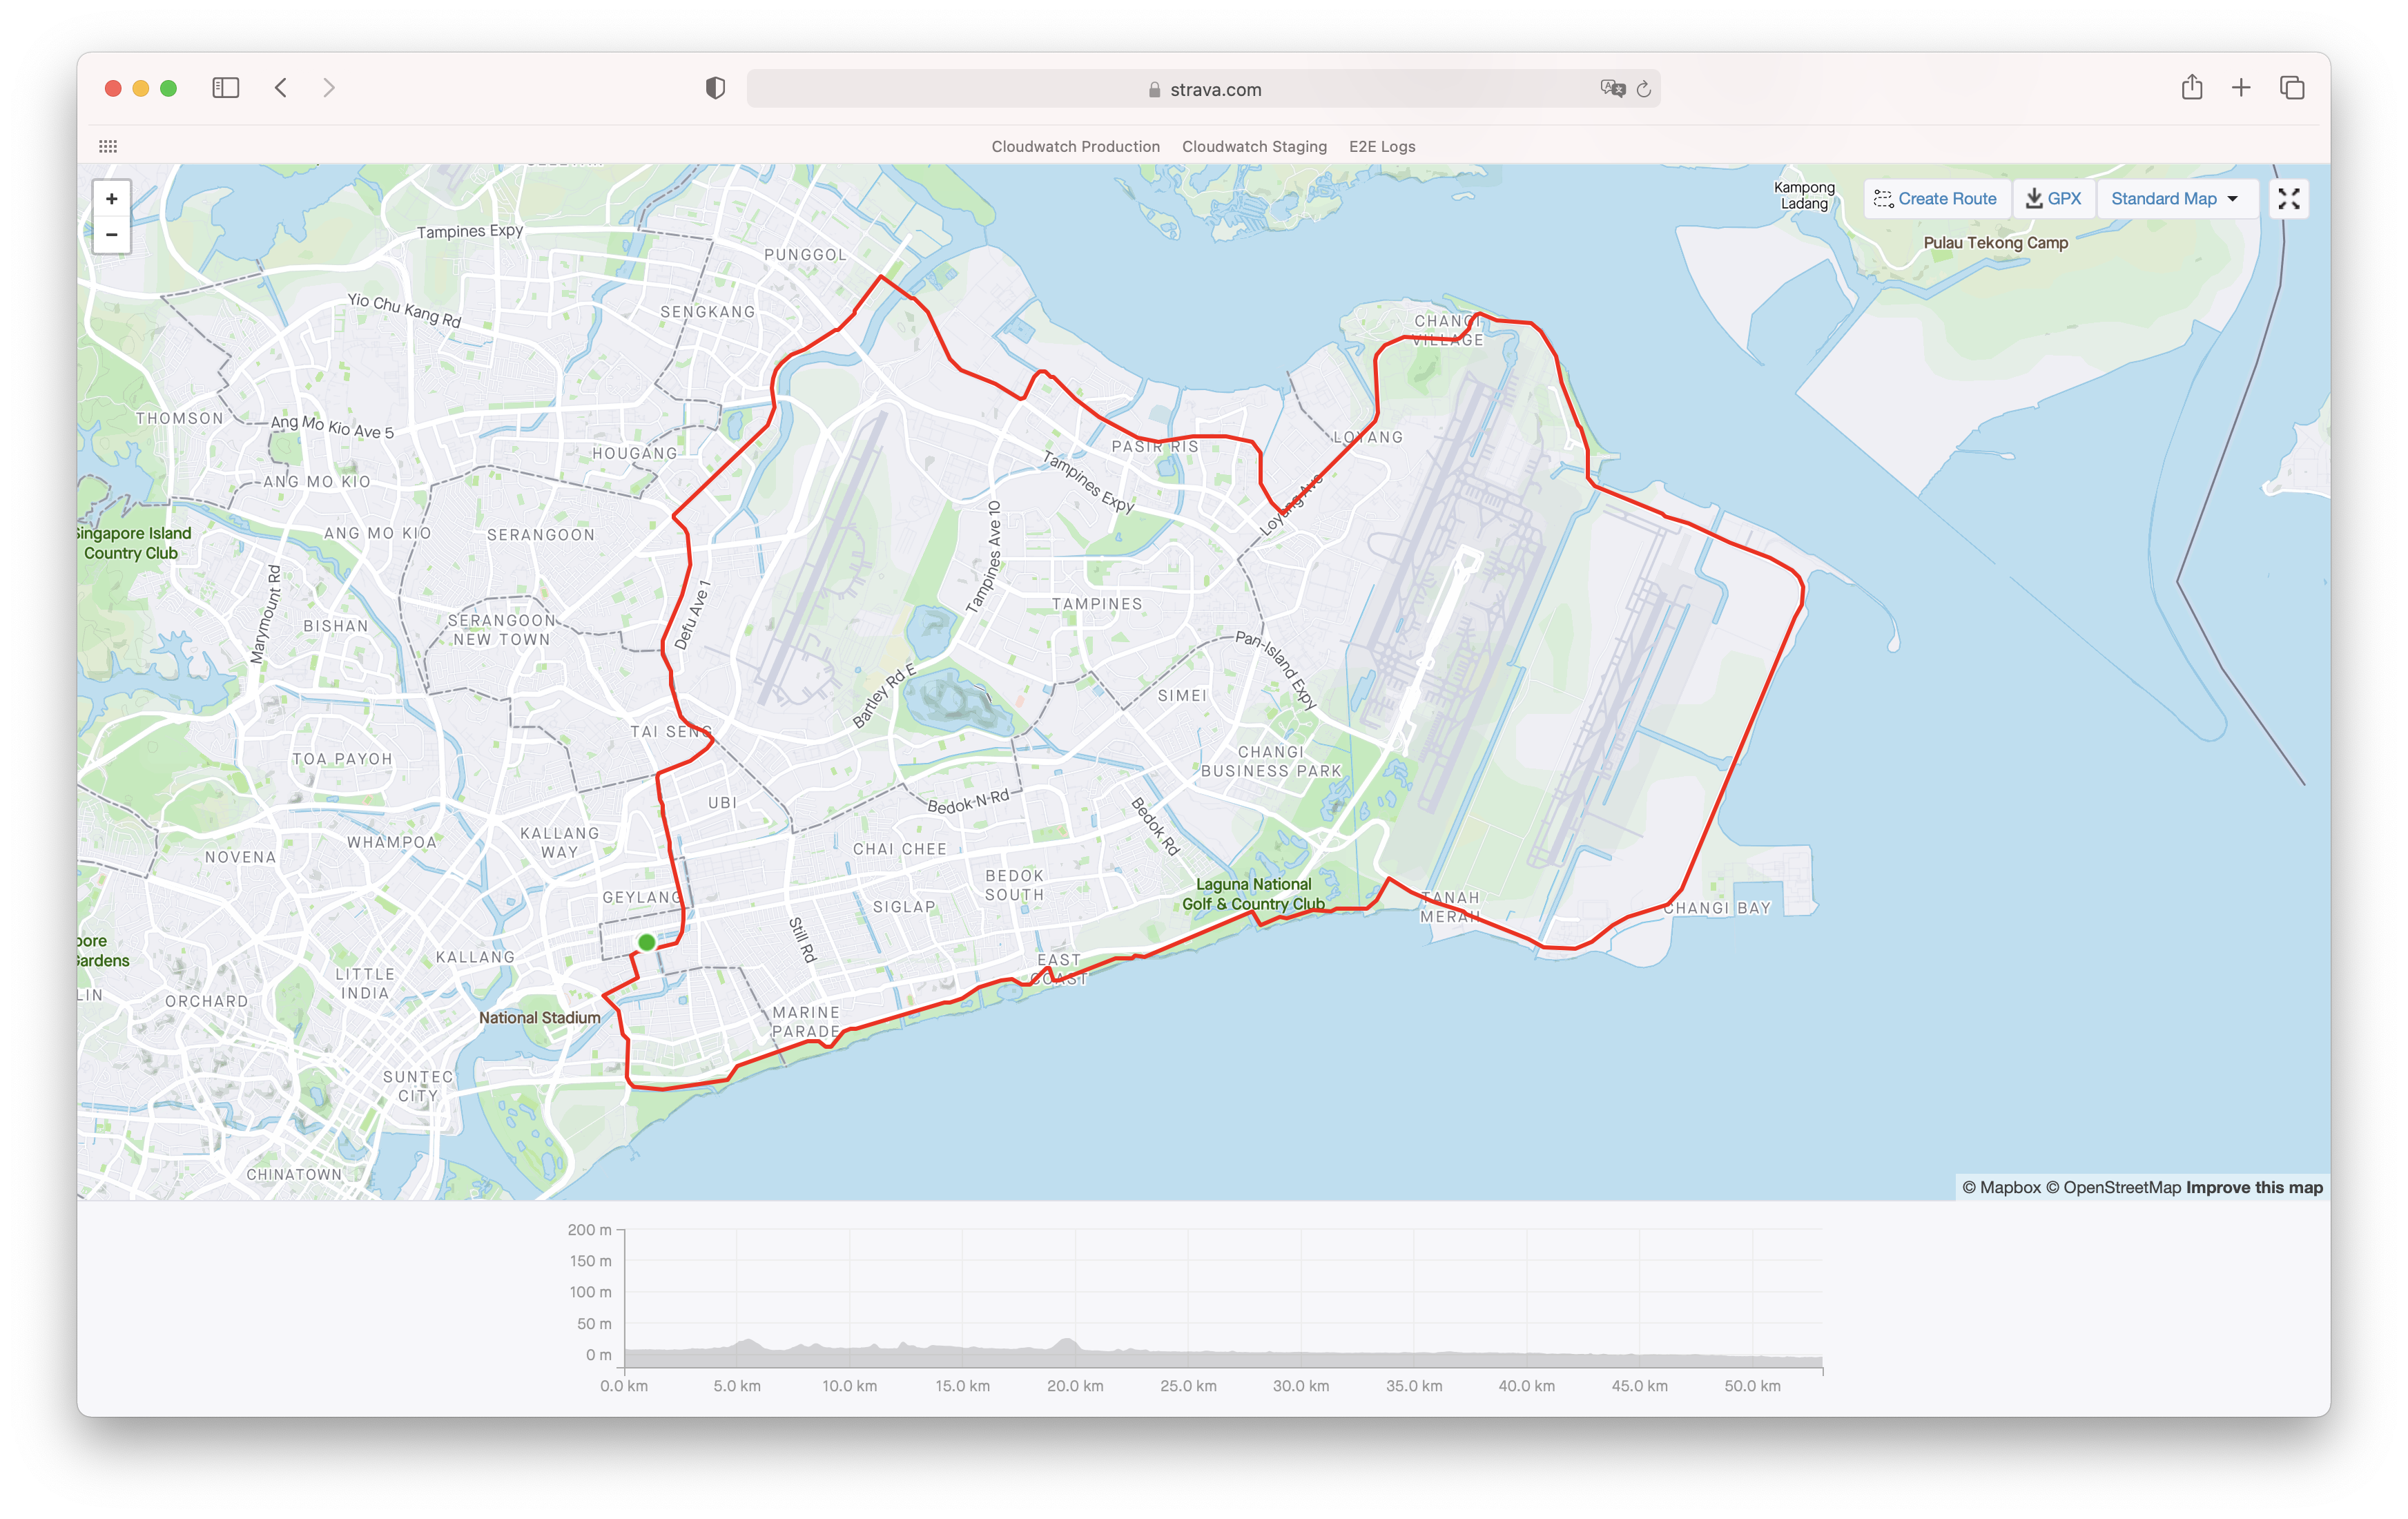 strava.com
Cloudwatch Production
Cloudwatch Staging
E2E Logs
+
−
Create Route
GPX
Standard Map
Kampong
Ladang
Pulau Tekong Camp
Tampines Expy
PUNGGOL
Yio Chu Kang Rd
SENGKANG
CHANGI
VILLAGE
THOMSON
Ang Mo Kio Ave 5
HOUGANG
PASIR RIS
LOYANG
ANG MO KIO
Tampines Expy
Loyang Ave
Singapore Island
Country Club
ANG MO KIO
SERANGOON
Tampines Ave 10
Marymount Rd
Defu Ave 1
TAMPINES
BISHAN
SERANGOON
NEW TOWN
Pan-Island Expy
Bartley Rd E
SIMEI
TAI SENG
TOA PAYOH
CHANGI
BUSINESS PARK
UBI
Bedok N Rd
Bedok Rd
KALLANG
WAY
WHAMPOA
NOVENA
CHAI CHEE
BEDOK
SOUTH
Laguna National
Golf & Country Club
GEYLANG
SIGLAP
TANAH
MERAH
CHANGI BAY
Still Rd
pore
Gardens
KALLANG
EAST
COAST
LITTLE
INDIA
LIN
ORCHARD
National Stadium
MARINE
PARADE
SUNTEC
CITY
CHINATOWN
© Mapbox © OpenStreetMap Improve this map
200 m
150 m
100 m
50 m
0 m
0.0 km
5.0 km
10.0 km
15.0 km
20.0 km
25.0 km
30.0 km
35.0 km
40.0 km
45.0 km
50.0 km